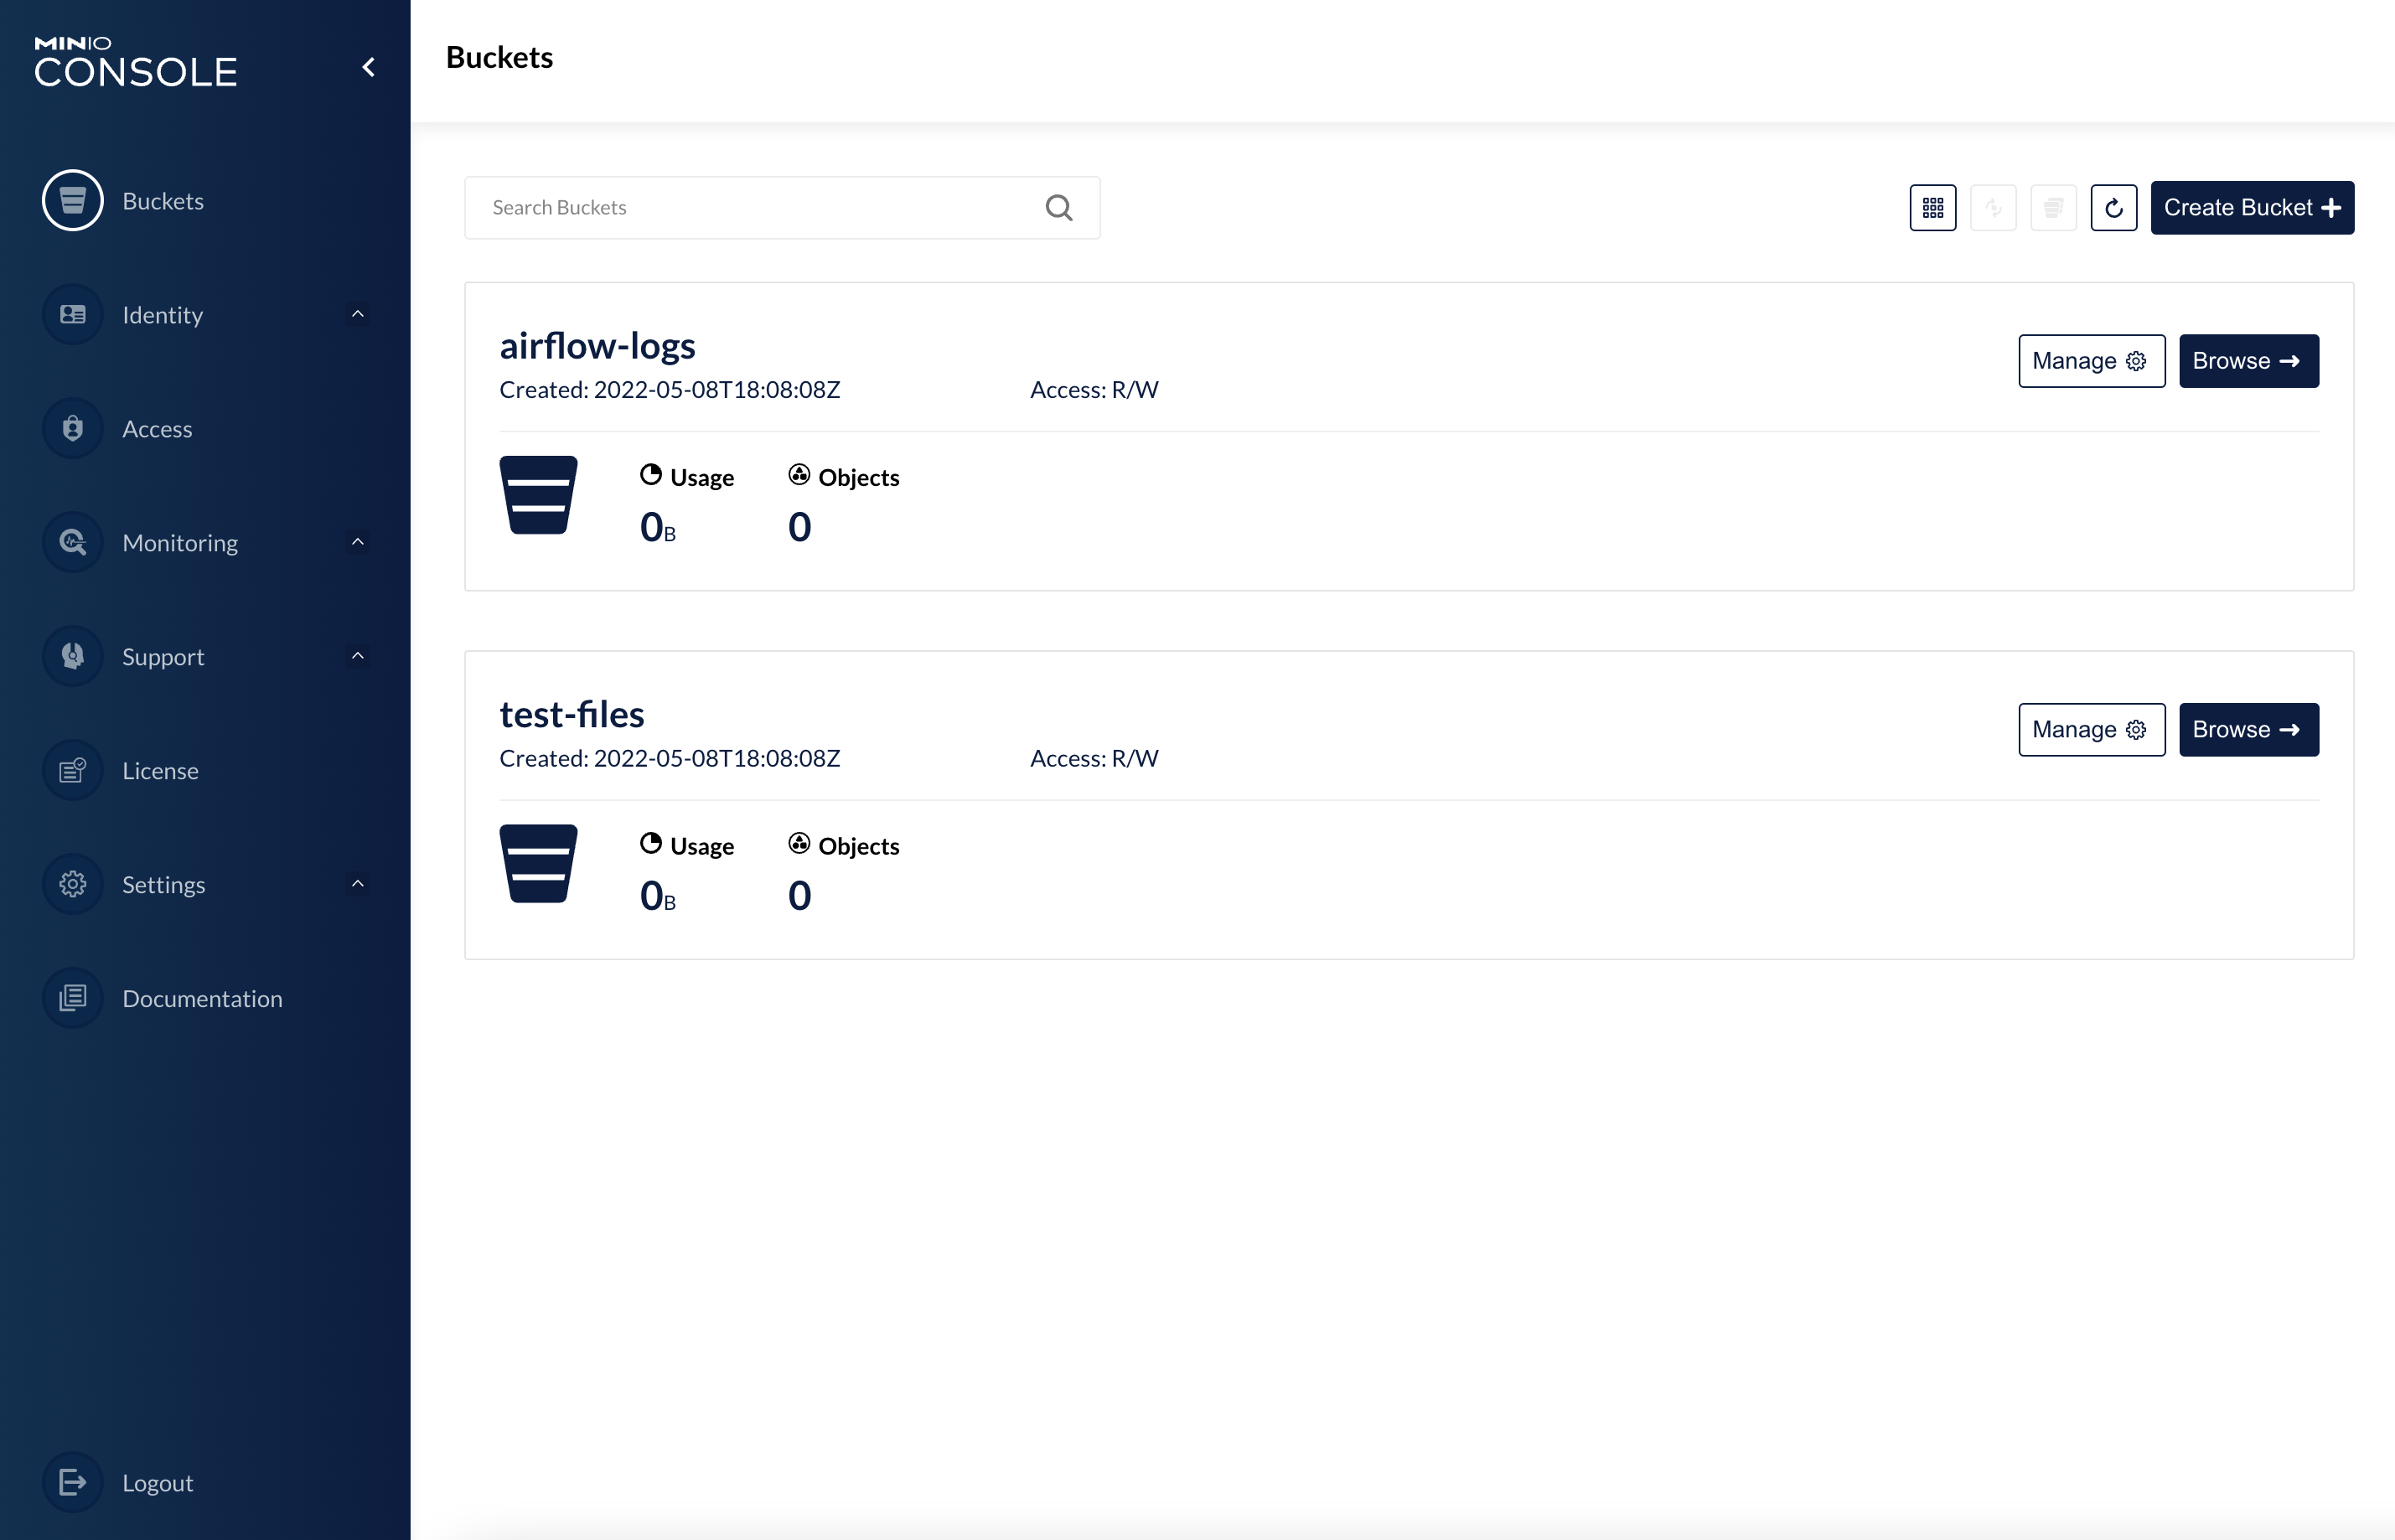 MINIO
CONSOLE
Buckets
Identity
Access
Monitoring
Support
License
Settings
Documentation
Logout
Buckets
Search Buckets
Create Bucket
airflow-logs
Created: 2022-05-08T18:08:08Z Access: R/W
Manage Browse
Usage Objects
0B 0
test-files
Created: 2022-05-08T18:08:08Z Access: R/W
Manage Browse
Usage Objects
0B 0